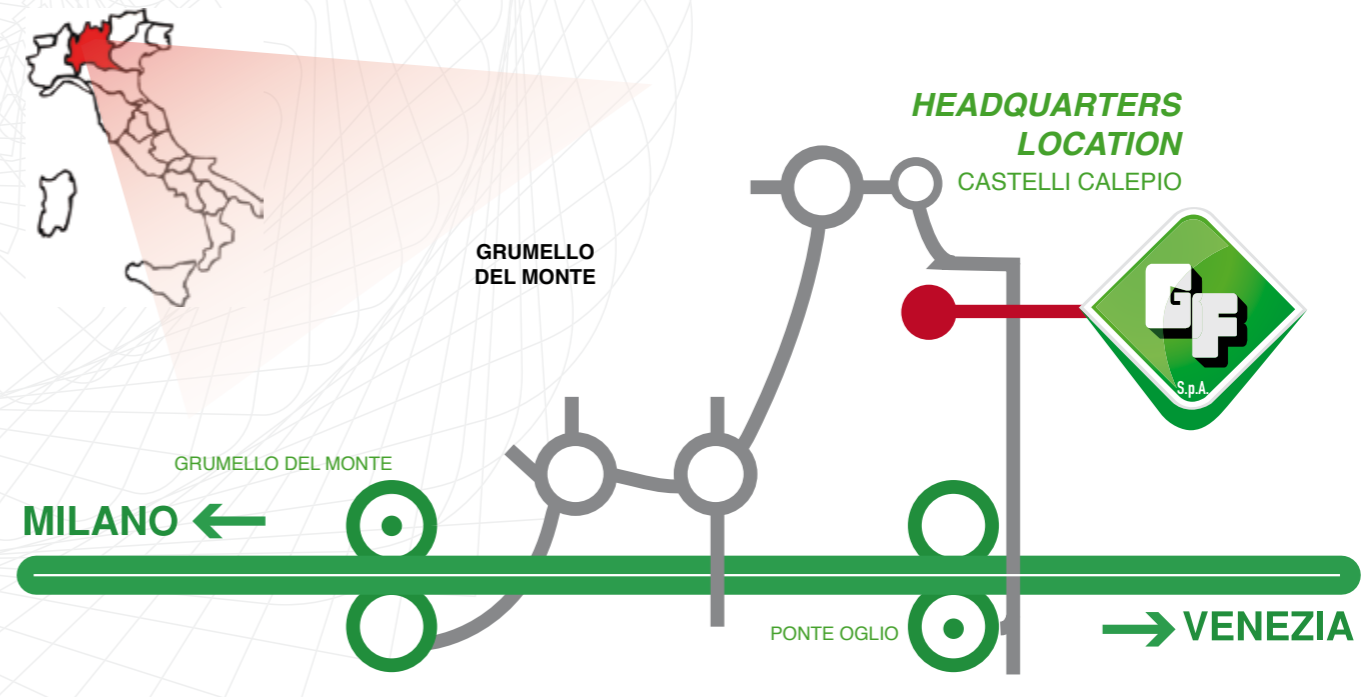 HEADQUARTERS
LOCATION
CASTELLI CALEPIO
GRUMELLO
DEL MONTE
GF
S.p.A.
GRUMELLO DEL MONTE
MILANO
PONTE OGLIO
VENEZIA